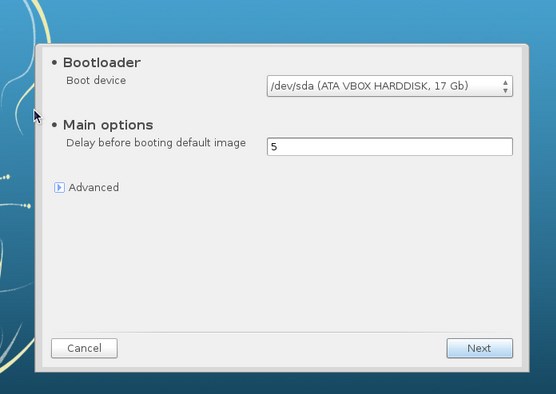 • Bootloader
Boot device
/dev/sda (ATA VBOX HARDDISK, 17 Gb)
• Main options
Delay before booting default image
5
Advanced
Cancel
Next